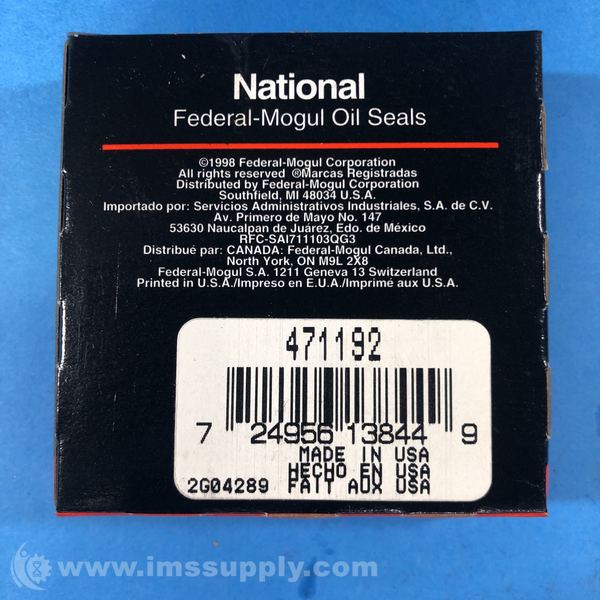 National
Federal-Mogul Oil Seals
©1998 Federal-Mogul Corporation
All rights reserved ®Marcas Registradas
Distributed by Federal-Mogul Corporation
Southfield, MI 48034 U.S.A.
Importado por: Servicios Administrativos Industriales, S.A. de C.V.
Av. Primero de Mayo No. 147
53630 Naucalpan de Juárez, Edo. de México
RFC-SAI711103QG3
Distribué par: CANADA: Federal-Mogul Canada, Ltd.,
North York, ON M9L 2X8
Federal-Mogul S.A. 1211 Geneva 13 Switzerland
Printed in U.S.A./Impreso en E.U.A./Imprimé aux U.S.A.
471192
7 24956 13844 9
MADE IN USA
HECHO EN USA
2G04289 FAIT AUX USA
www.imssupply.com